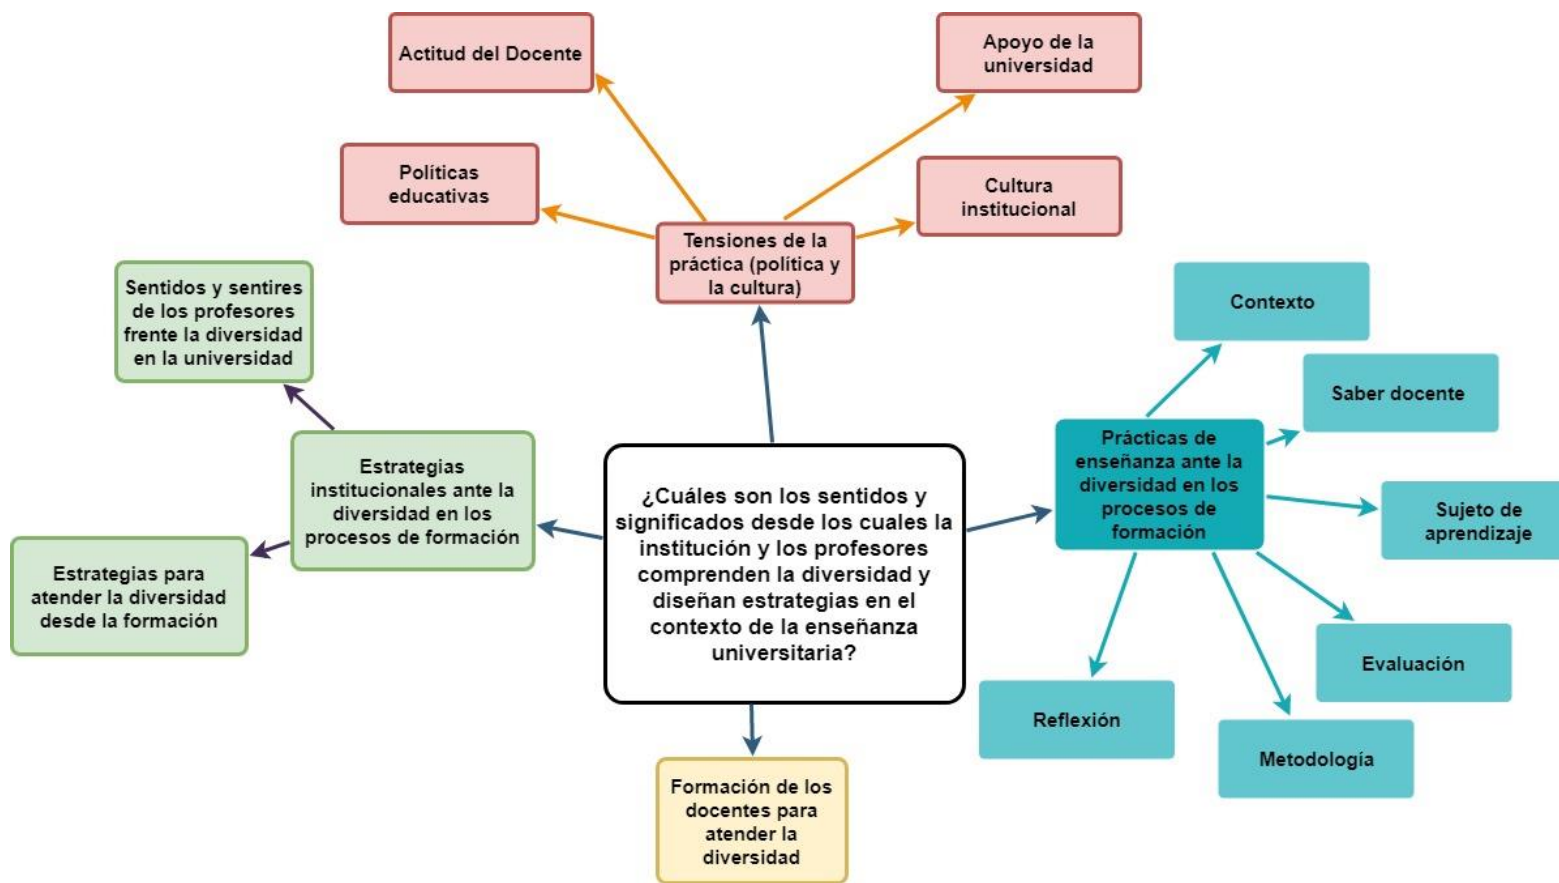 Actitud del Docente
Apoyo de la
universidad
Políticas
educativas
Cultura
institucional
Tensiones de la
práctica (política y
la cultura)
Sentidos y sentires
de los profesores
frente la diversidad
en la universidad
Estrategias
institucionales ante la
diversidad en los
procesos de formación
Estrategias para
atender la diversidad
desde la formación
¿Cuáles son los sentidos y
significados desde los cuales la
institución y los profesores
comprenden la diversidad y
diseñan estrategias en el
contexto de la enseñanza
universitaria?
Formación de los
docentes para
atender la
diversidad
Prácticas de
enseñanza ante la
diversidad en los
procesos de
formación
Contexto
Saber docente
Sujeto de
aprendizaje
Evaluación
Metodología
Reflexión